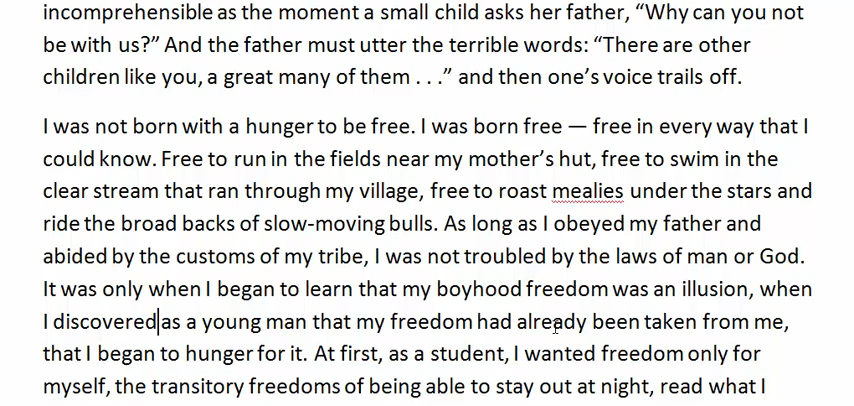 incomprehensible as the moment a small child asks her father, “Why can you not
be with us?” And the father must utter the terrible words: “There are other
children like you, a great many of them . . .” and then one’s voice trails off.
I was not born with a hunger to be free. I was born free — free in every way that I
could know. Free to run in the fields near my mother’s hut, free to swim in the
clear stream that ran through my village, free to roast mealies under the stars and
ride the broad backs of slow-moving bulls. As long as I obeyed my father and
abided by the customs of my tribe, I was not troubled by the laws of man or God.
It was only when I began to learn that my boyhood freedom was an illusion, when
I discovered as a young man that my freedom had already been taken from me,
that I began to hunger for it. At first, as a student, I wanted freedom only for
myself, the transitory freedoms of being able to stay out at night, read what I